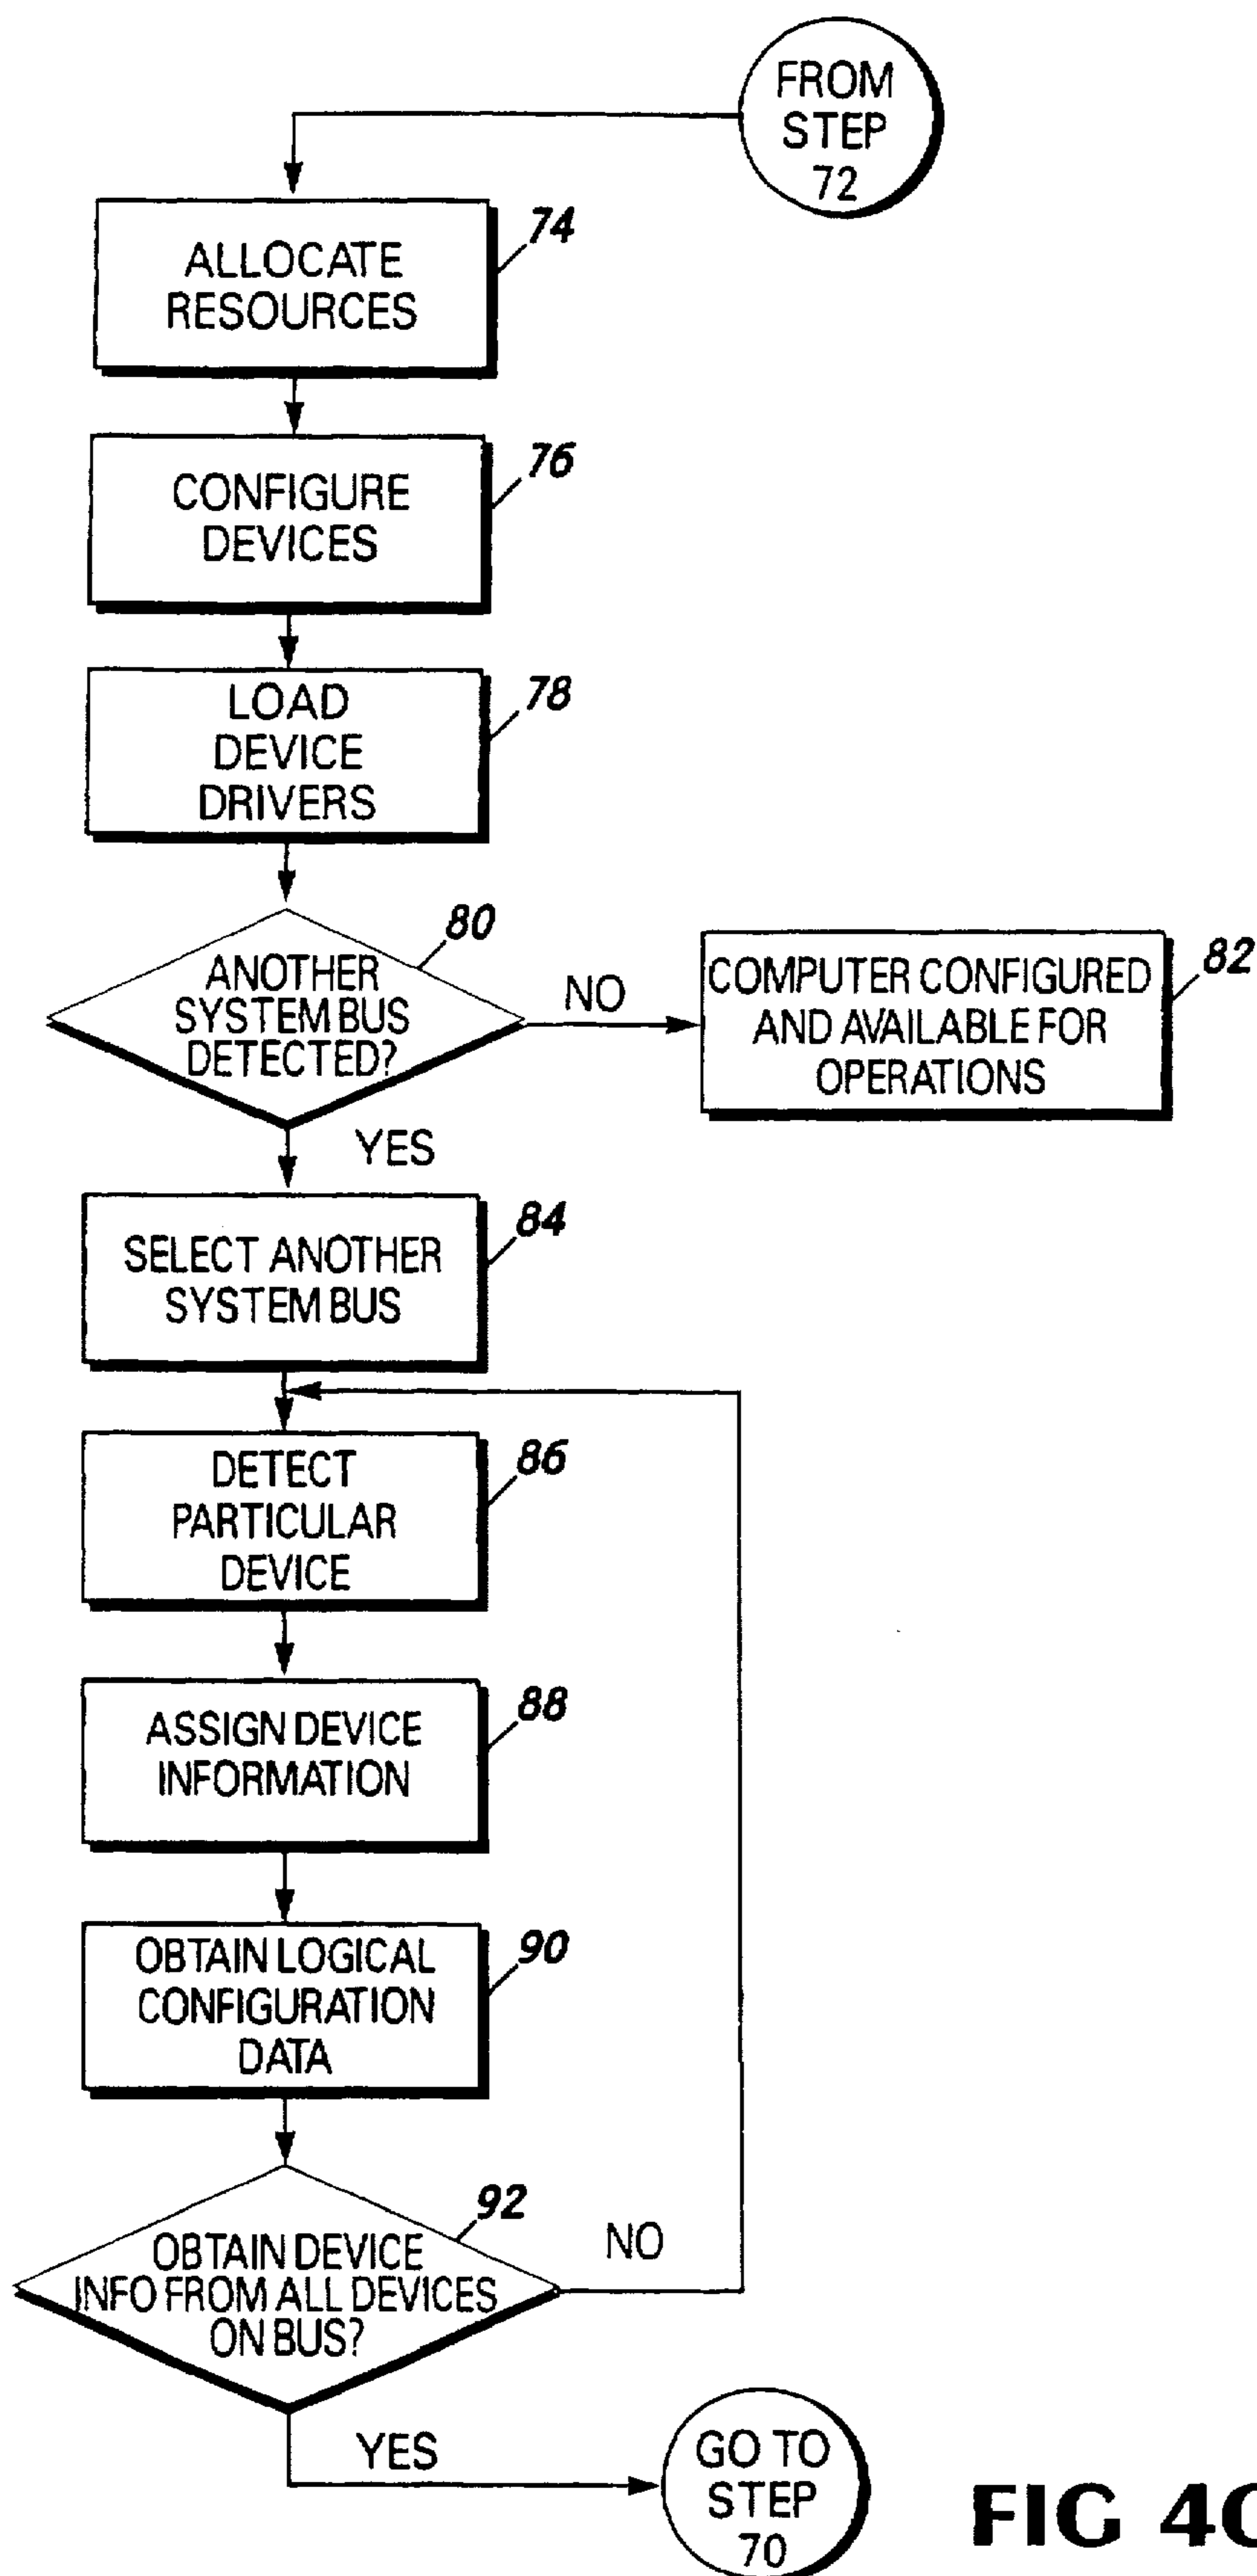 FROM
STEP
72
ALLOCATE
RESOURCES
74
CONFIGURE
DEVICES
76
LOAD
DEVICE
DRIVERS
78
ANOTHER
SYSTEM BUS
DETECTED?
80
NO
COMPUTER CONFIGURED
AND AVAILABLE FOR
OPERATIONS
82
YES
SELECT ANOTHER
SYSTEM BUS
84
DETECT
PARTICULAR
DEVICE
86
ASSIGN DEVICE
INFORMATION
88
OBTAIN LOGICAL
CONFIGURATION
DATA
90
OBTAIN DEVICE
INFO FROM ALL DEVICES
ON BUS?
92
NO
YES
GO TO
STEP
70
FIG 4C